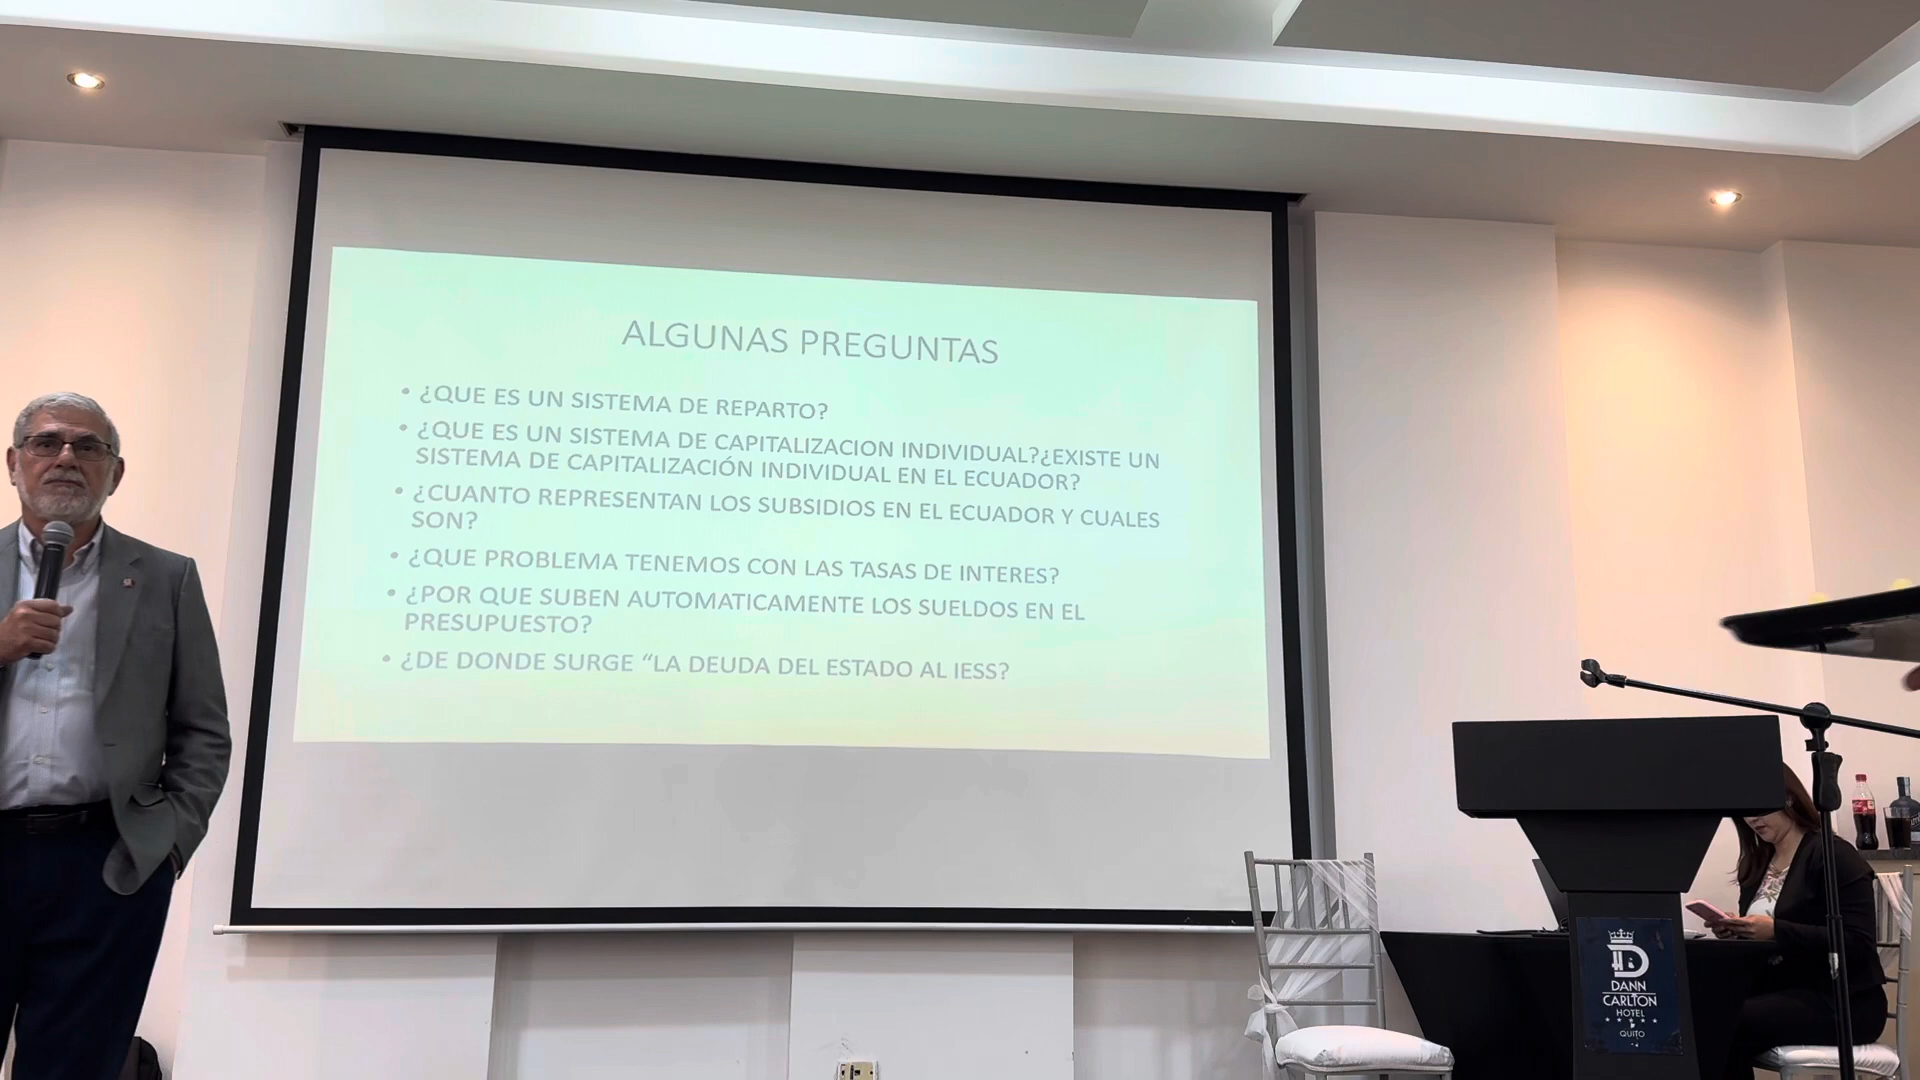 ALGUNAS PREGUNTAS
• ¿QUE ES UN SISTEMA DE REPARTO?
• ¿QUE ES UN SISTEMA DE CAPITALIZACION INDIVIDUAL?¿EXISTE UN
SISTEMA DE CAPITALIZACIÓN INDIVIDUAL EN EL ECUADOR?
• ¿CUANTO REPRESENTAN LOS SUBSIDIOS EN EL ECUADOR Y CUALES
SON?
• ¿QUE PROBLEMA TENEMOS CON LAS TASAS DE INTERES?
• ¿POR QUE SUBEN AUTOMATICAMENTE LOS SUELDOS EN EL
PRESUPUESTO?
• ¿DE DONDE SURGE “LA DEUDA DEL ESTADO AL IESS?
DANN
CARLTON
HOTEL
QUITO